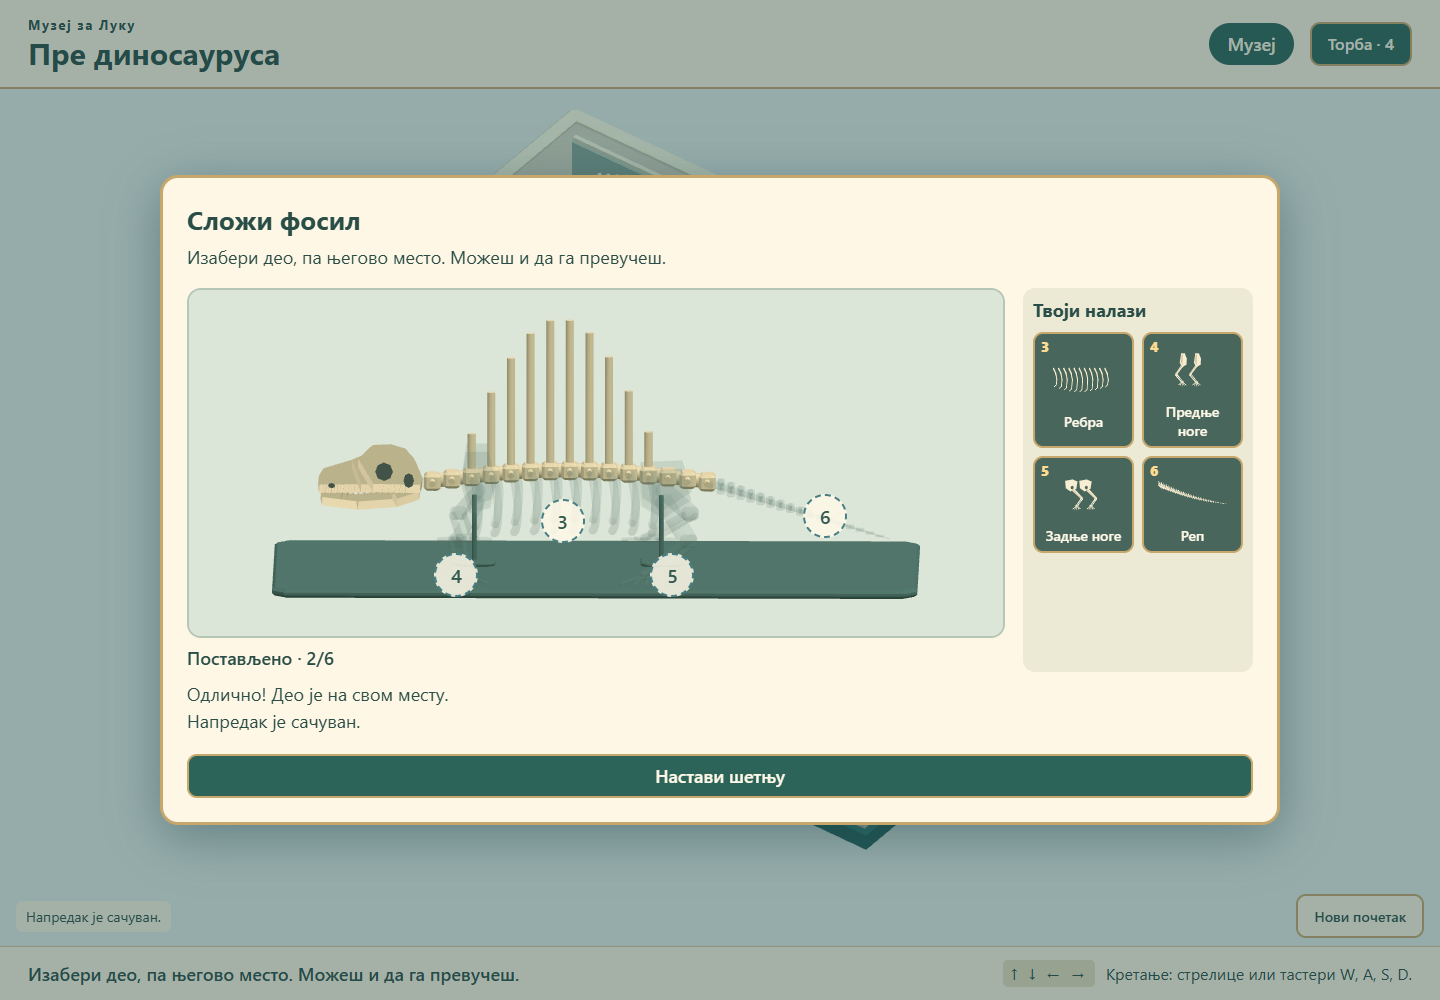 Музеј за Луку
Пре диносауруса
Музеј
Торба · 4
Сложи фосил
Изабери део, па његово место. Можеш и да га превучеш.
3
4
5
6
Твоји налази
3
Ребра
4
Предње
ноге
5
Задње ноге
6
Реп
Постављено · 2/6
Одлично! Део је на свом месту.
Напредак је сачуван.
Настави шетњу
Напредак је сачуван.
Нови почетак
Изабери део, па његово место. Можеш и да га превучеш.
↑ ↓ ← → Кретање: стрелице или тастери W, A, S, D.